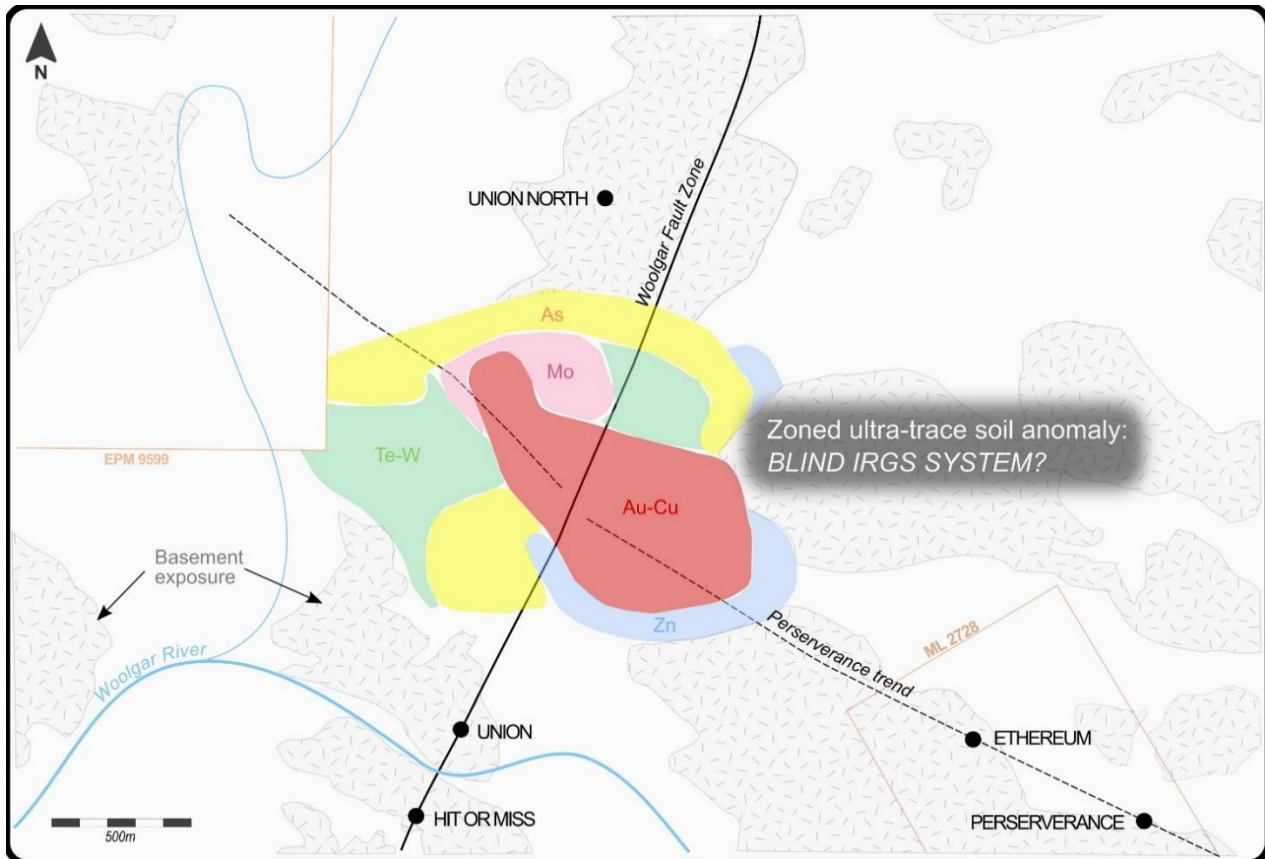 N
UNION NORTH
Woolgar Fault Zone
As
Mo
Zoned ultra-trace soil anomaly:
BLIND IRGS SYSTEM?
EPM 9599
Te-W
Au-Cu
Basement
exposure
Zn
Perserverance trend
ML 2728
Woolgar River
UNION
ETHEREUM
HIT OR MISS
PERSERVERANCE
500m